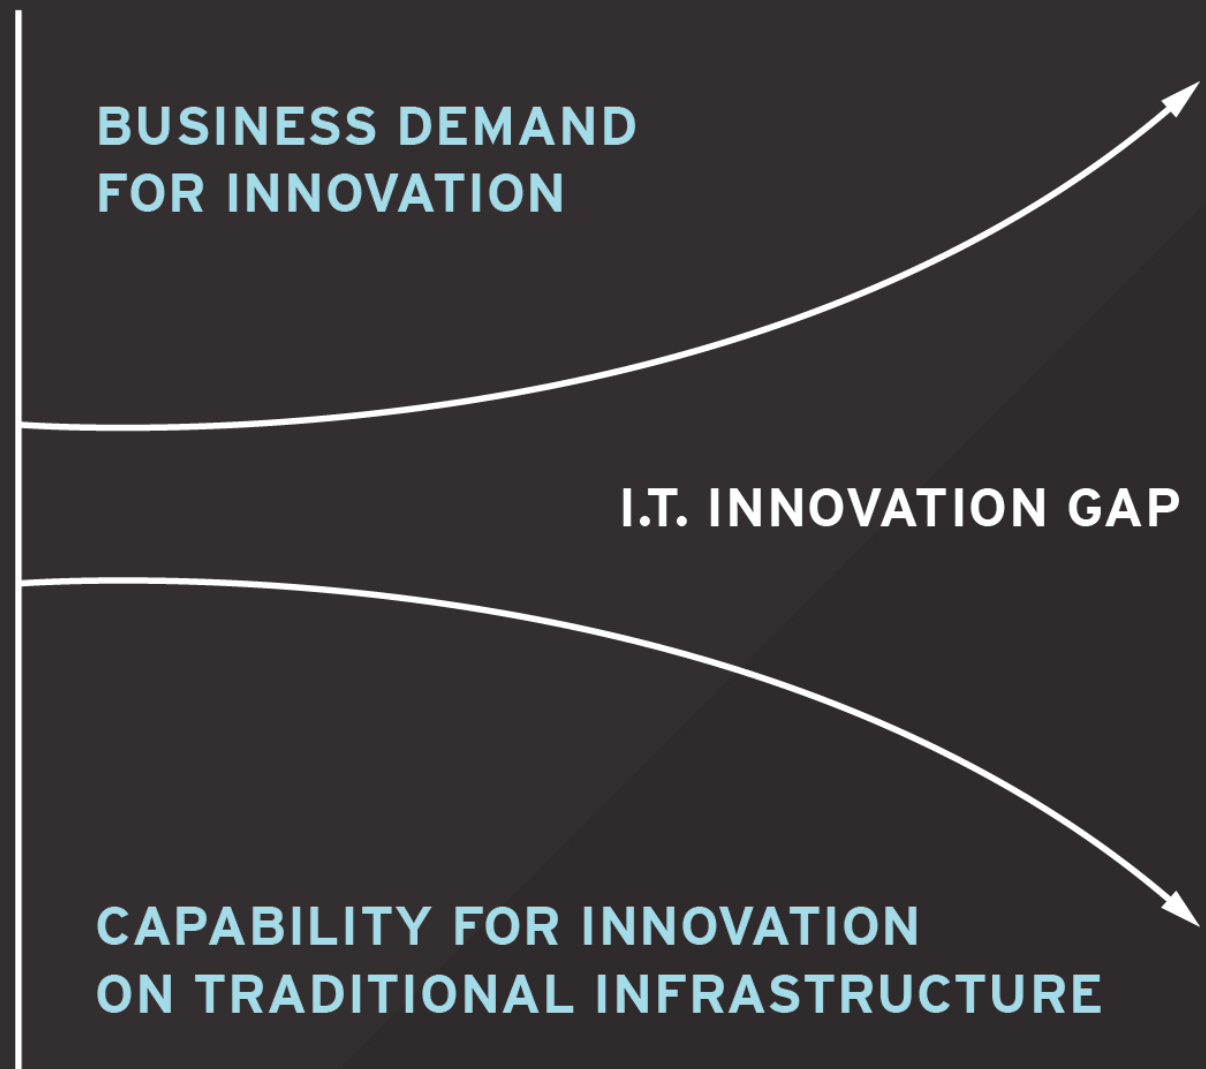 BUSINESS DEMAND
FOR INNOVATION
I.T. INNOVATION GAP
CAPABILITY FOR INNOVATION
ON TRADITIONAL INFRASTRUCTURE